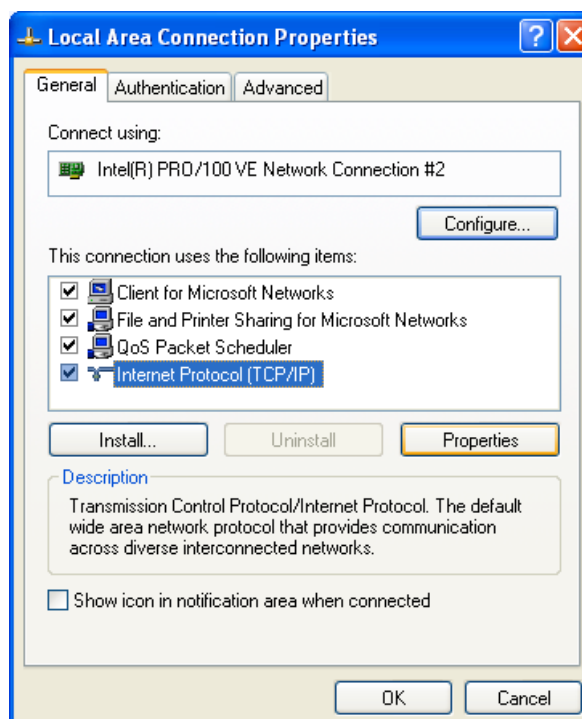 Local Area Connection Properties
General Authentication Advanced
Connect using:
Intel(R) PRO/100 VE Network Connection #2
Configure...
This connection uses the following items:
Client for Microsoft Networks
File and Printer Sharing for Microsoft Networks
QoS Packet Scheduler
Internet Protocol (TCP/IP)
Install... Uninstall Properties
Description
Transmission Control Protocol/Internet Protocol. The default
wide area network protocol that provides communication
across diverse interconnected networks.
Show icon in notification area when connected
OK Cancel